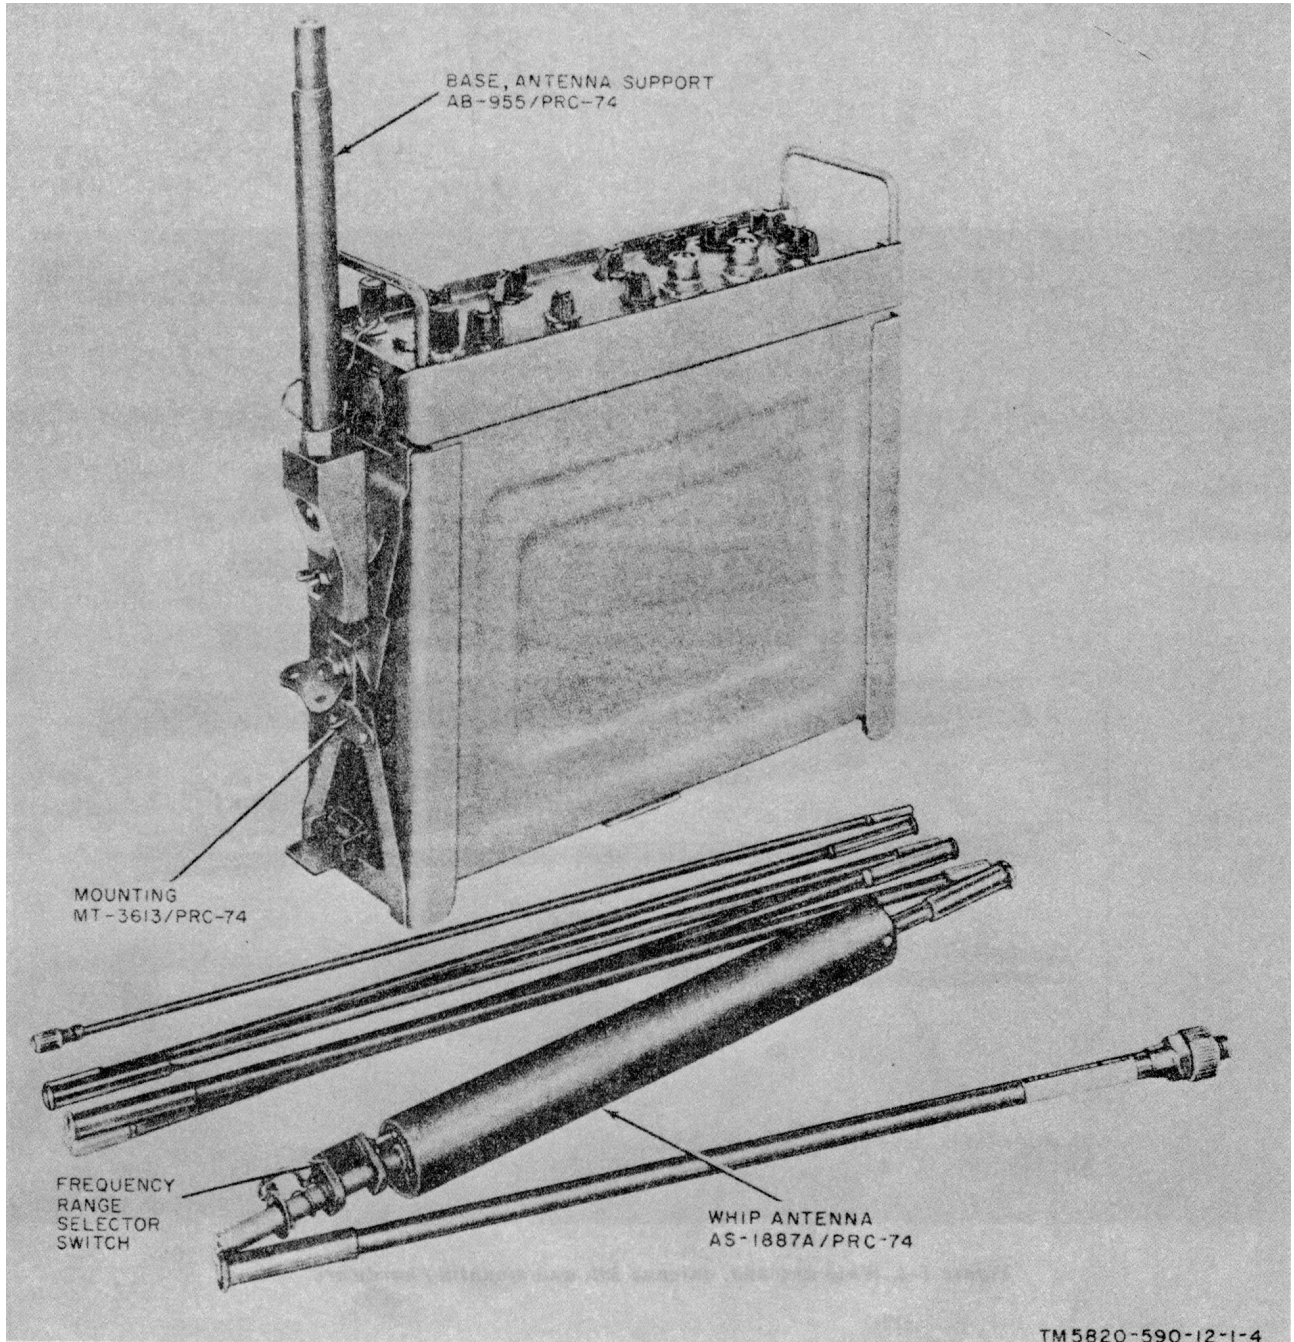 BASE, ANTENNA SUPPORT
AB-955/PRC-74
MOUNTING
MT-3613/PRC-74
FREQUENCY
RANGE
SELECTOR
SWITCH
WHIP ANTENNA
AS-1887A/PRC-74
TM5820-590-12-1-4